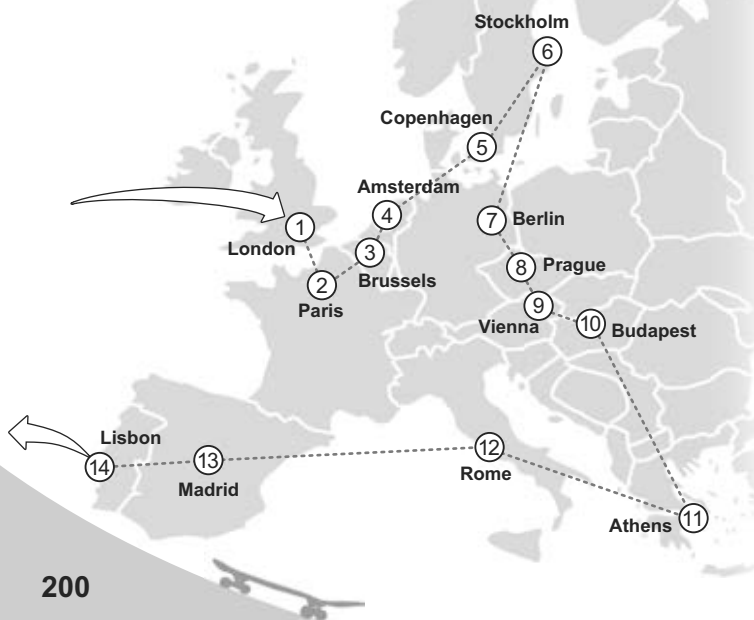 Stockholm
6
Copenhagen
5
Amsterdam
4
1
London
7 Berlin
3
Brussels
8 Prague
2
Paris
9
Vienna
10
Budapest
Lisbon
14
13
Madrid
12
Rome
11
Athens
200